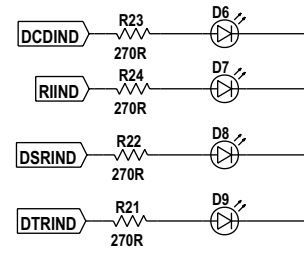 R23 D6
DCDIND
270R
R24 D7
RIIND
270R
R22 D8
DSRIND
270R
R21 D9
DTRIND
270R